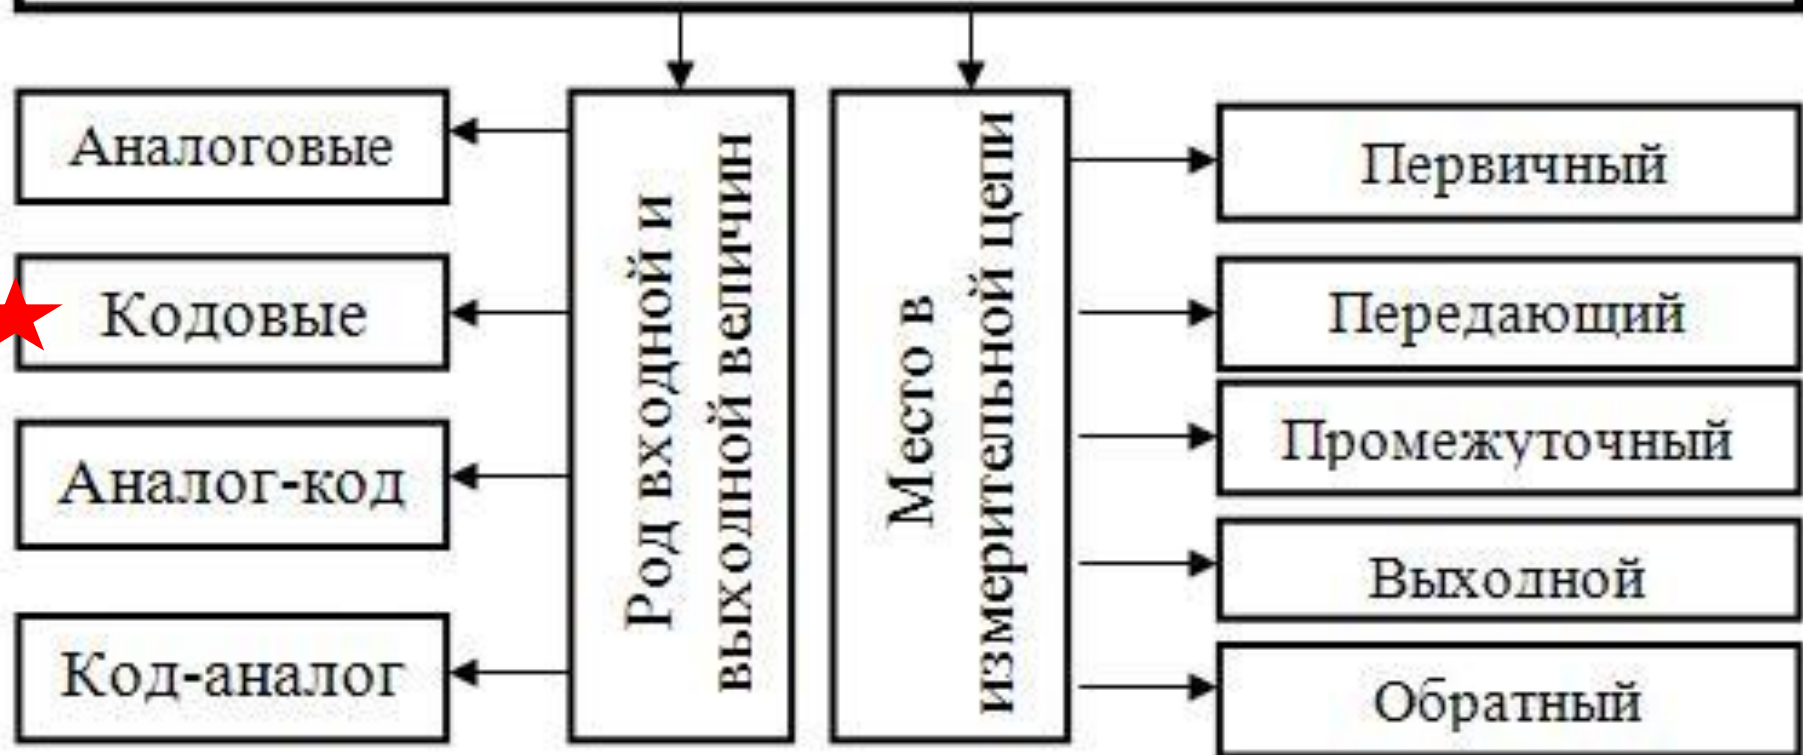 Аналоговые
Кодовые
Аналог-код
Код-аналог
Род входной и
выходной величин
Место в
измерительной цепи
Первичный
Передающий
Промежуточный
Выходной
Обратный